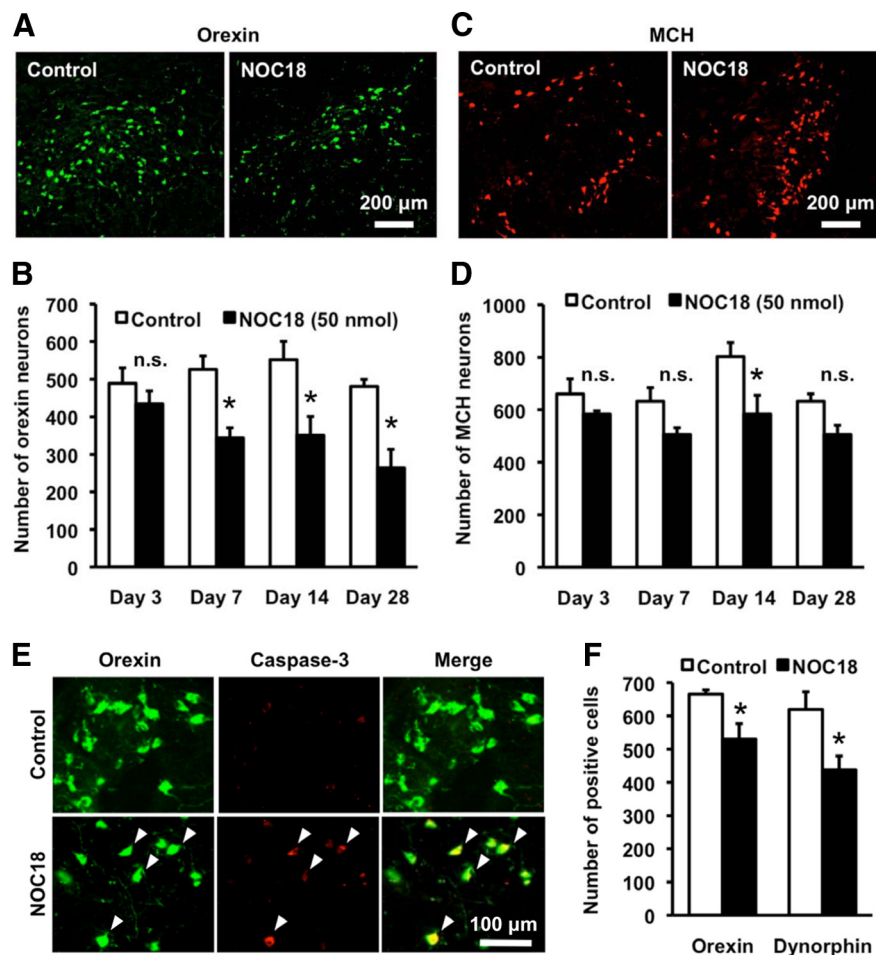 A
Orexin
Control
NOC18
200 µm
C
MCH
Control
NOC18
200 µm
B
Number of orexin neurons
700
600
500
400
300
200
100
0
Control NOC18 (50 nmol)
n.s.
*
*
*
Day 3 Day 7 Day 14 Day 28
D
Number of MCH neurons
1000
800
600
400
200
0
Control NOC18 (50 nmol)
n.s.
n.s.
*
n.s.
Day 3 Day 7 Day 14 Day 28
E
Orexin Caspase-3 Merge
Control
NOC18
100 µm
F
Control NOC18
Number of positive cells
700
600
500
400
300
200
100
0
*
*
Orexin Dynorphin